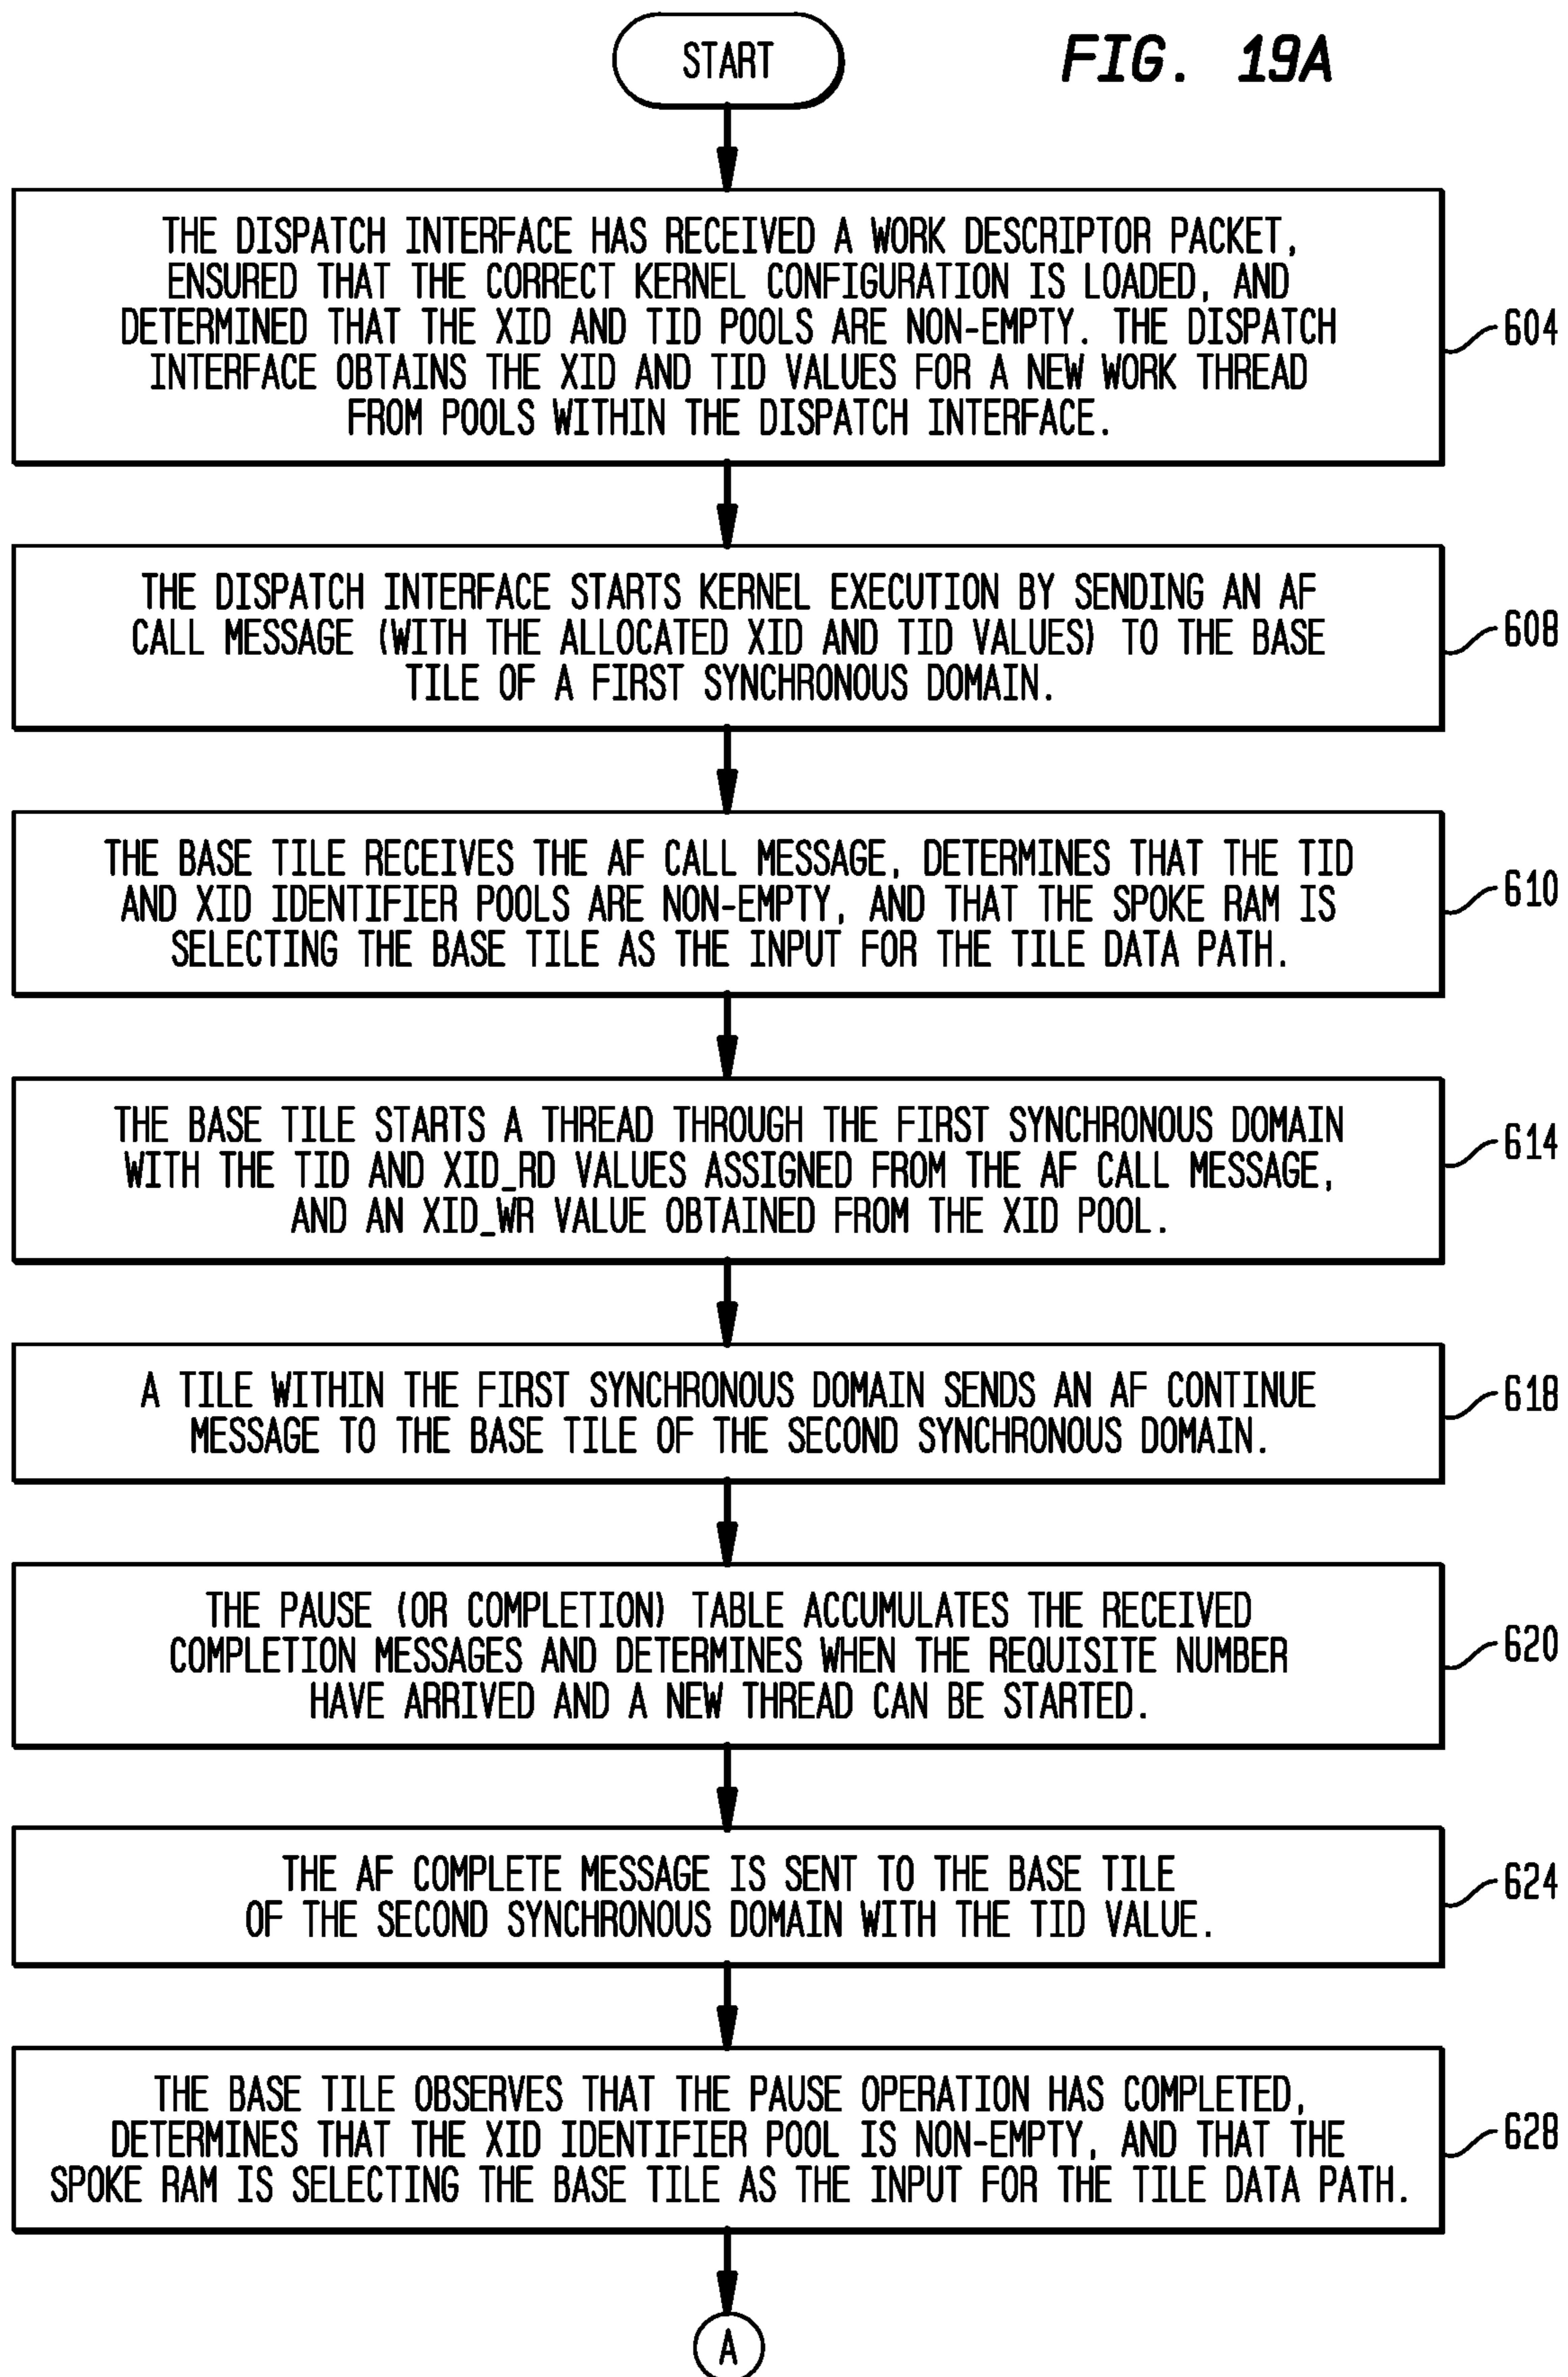 START
FIG. 19A
THE DISPATCH INTERFACE HAS RECEIVED A WORK DESCRIPTOR PACKET,
ENSURED THAT THE CORRECT KERNEL CONFIGURATION IS LOADED, AND
DETERMINED THAT THE XID AND TID POOLS ARE NON-EMPTY. THE DISPATCH
INTERFACE OBTAINS THE XID AND TID VALUES FOR A NEW WORK THREAD
FROM POOLS WITHIN THE DISPATCH INTERFACE.
604
THE DISPATCH INTERFACE STARTS KERNEL EXECUTION BY SENDING AN AF
CALL MESSAGE (WITH THE ALLOCATED XID AND TID VALUES) TO THE BASE
TILE OF A FIRST SYNCHRONOUS DOMAIN.
608
THE BASE TILE RECEIVES THE AF CALL MESSAGE, DETERMINES THAT THE TID
AND XID IDENTIFIER POOLS ARE NON-EMPTY, AND THAT THE SPOKE RAM IS
SELECTING THE BASE TILE AS THE INPUT FOR THE TILE DATA PATH.
610
THE BASE TILE STARTS A THREAD THROUGH THE FIRST SYNCHRONOUS DOMAIN
WITH THE TID AND XID_RD VALUES ASSIGNED FROM THE AF CALL MESSAGE,
AND AN XID_WR VALUE OBTAINED FROM THE XID POOL.
614
A TILE WITHIN THE FIRST SYNCHRONOUS DOMAIN SENDS AN AF CONTINUE
MESSAGE TO THE BASE TILE OF THE SECOND SYNCHRONOUS DOMAIN.
618
THE PAUSE (OR COMPLETION) TABLE ACCUMULATES THE RECEIVED
COMPLETION MESSAGES AND DETERMINES WHEN THE REQUISITE NUMBER
HAVE ARRIVED AND A NEW THREAD CAN BE STARTED.
620
THE AF COMPLETE MESSAGE IS SENT TO THE BASE TILE
OF THE SECOND SYNCHRONOUS DOMAIN WITH THE TID VALUE.
624
THE BASE TILE OBSERVES THAT THE PAUSE OPERATION HAS COMPLETED,
DETERMINES THAT THE XID IDENTIFIER POOL IS NON-EMPTY, AND THAT THE
SPOKE RAM IS SELECTING THE BASE TILE AS THE INPUT FOR THE TILE DATA PATH.
628
A